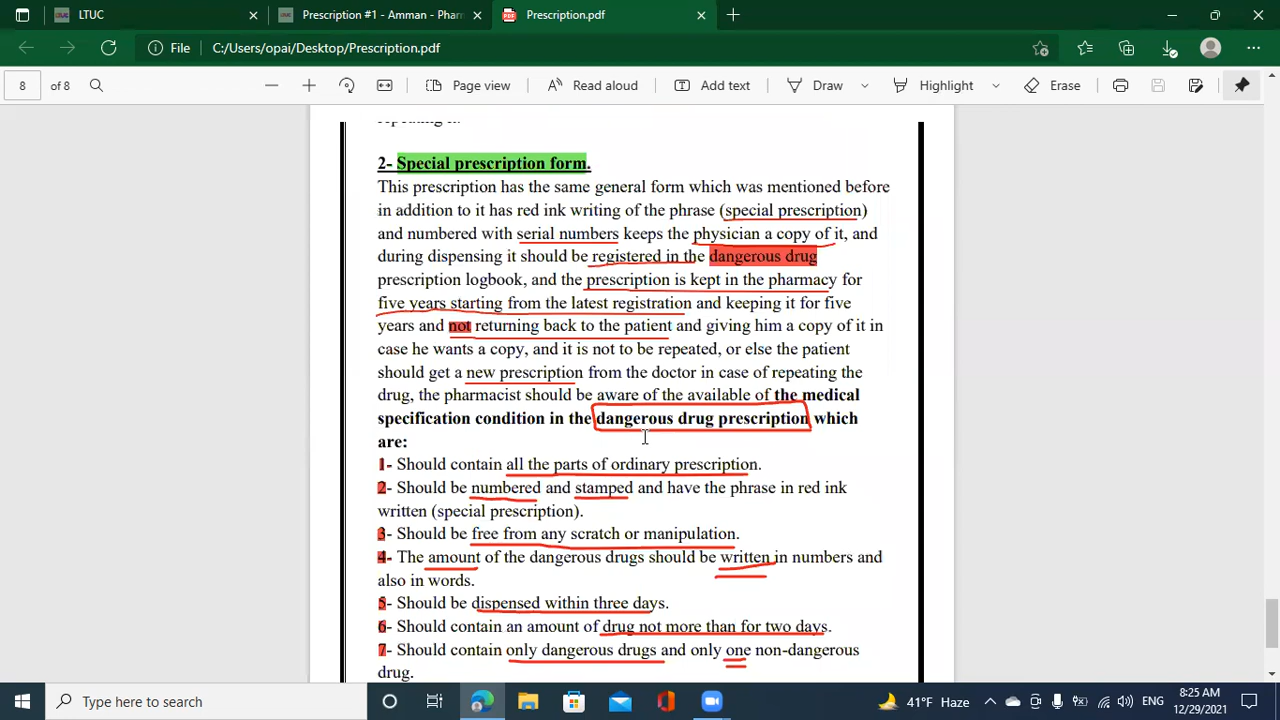 LTUC
Prescription #1 - Amman - Phar
Prescription.pdf
File C:/Users/opai/Desktop/Prescription.pdf
8 of 8 Page view Read aloud Add text Draw Highlight Erase
repeating it.
2- Special prescription form.
This prescription has the same general form which was mentioned before
in addition to it has red ink writing of the phrase (special prescription)
and numbered with serial numbers keeps the physician a copy of it, and
during dispensing it should be registered in the dangerous drug
prescription logbook, and the prescription is kept in the pharmacy for
five years starting from the latest registration and keeping it for five
years and not returning back to the patient and giving him a copy of it in
case he wants a copy, and it is not to be repeated, or else the patient
should get a new prescription from the doctor in case of repeating the
drug, the pharmacist should be aware of the available of the medical
specification condition in the dangerous drug prescription which
are:
1- Should contain all the parts of ordinary prescription.
2- Should be numbered and stamped and have the phrase in red ink
written (special prescription).
3- Should be free from any scratch or manipulation.
4- The amount of the dangerous drugs should be written in numbers and
also in words.
5- Should be dispensed within three days.
6- Should contain an amount of drug not more than for two days.
7- Should contain only dangerous drugs and only one non-dangerous
drug.
Type here to search
41°F Haze
ENG
8:25 AM
12/29/2021